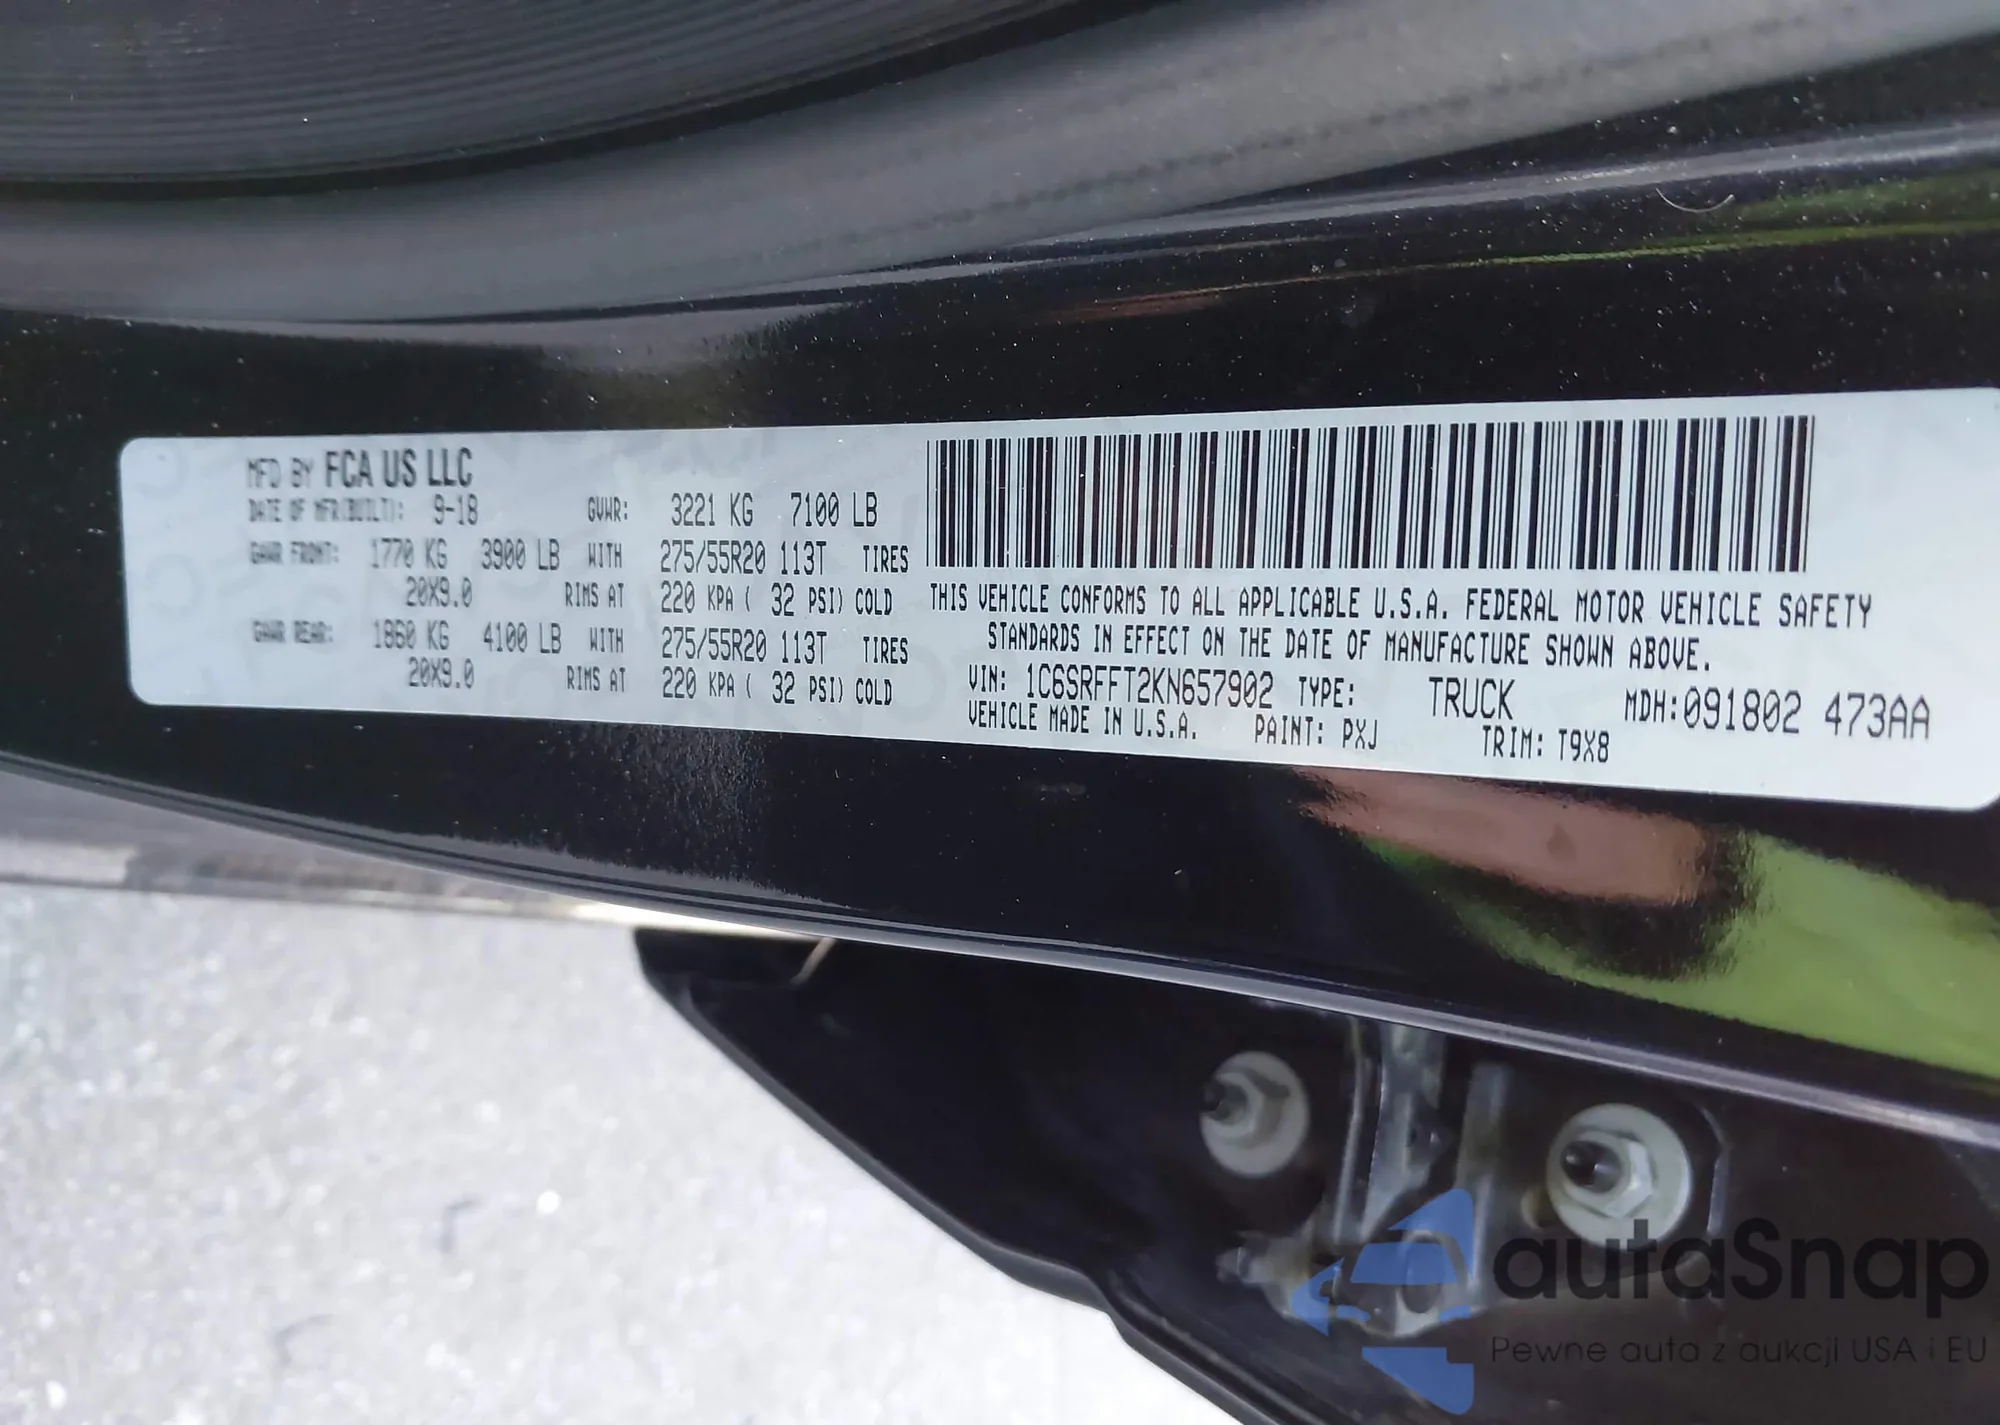 MFD BY FCA US LLC
DATE OF MFR(BUILT): 9-18 GVWR: 3221 KG 7100 LB
GAWR FRONT: 1770 KG 3900 LB WITH 275/55R20 113T TIRES
20X9.0 RIMS AT 220 KPA ( 32 PSI) COLD
GAWR REAR: 1860 KG 4100 LB WITH 275/55R20 113T TIRES
20X9.0 RIMS AT 220 KPA ( 32 PSI) COLD
THIS VEHICLE CONFORMS TO ALL APPLICABLE U.S.A. FEDERAL MOTOR VEHICLE SAFETY
STANDARDS IN EFFECT ON THE DATE OF MANUFACTURE SHOWN ABOVE.
VIN: 1C6SRFFT2KN657902 TYPE: TRUCK MDH:091802 473AA
VEHICLE MADE IN U.S.A. PAINT: PXJ TRIM: T9X8
autaSnap
Pewne auta z aukcji USA i EU